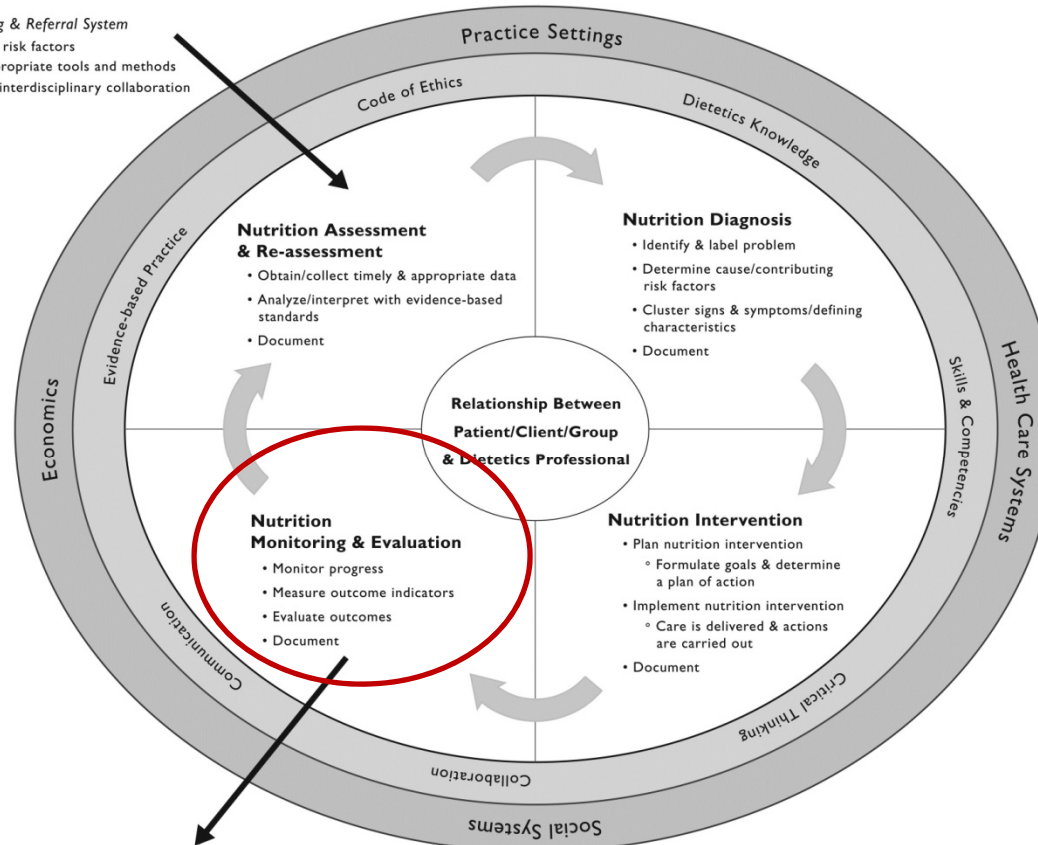 g & Referral System
risk factors
ropriate tools and methods
interdisciplinary collaboration
Practice Settings
Code of Ethics
Dietetics Knowledge
Evidence-based Practice
Economics
Skills & Competencies
Health Care Systems
Nutrition Assessment
& Re-assessment
• Obtain/collect timely & appropriate data
• Analyze/interpret with evidence-based
standards
• Document
Nutrition Diagnosis
• Identify & label problem
• Determine cause/contributing
risk factors
• Cluster signs & symptoms/defining
characteristics
• Document
Relationship Between
Patient/Client/Group
& Dietetics Professional
Nutrition
Monitoring & Evaluation
• Monitor progress
• Measure outcome indicators
• Evaluate outcomes
• Document
Nutrition Intervention
• Plan nutrition intervention
° Formulate goals & determine
a plan of action
• Implement nutrition intervention
° Care is delivered & actions
are carried out
• Document
Communication
Collaboration
Critical Thinking
Social Systems